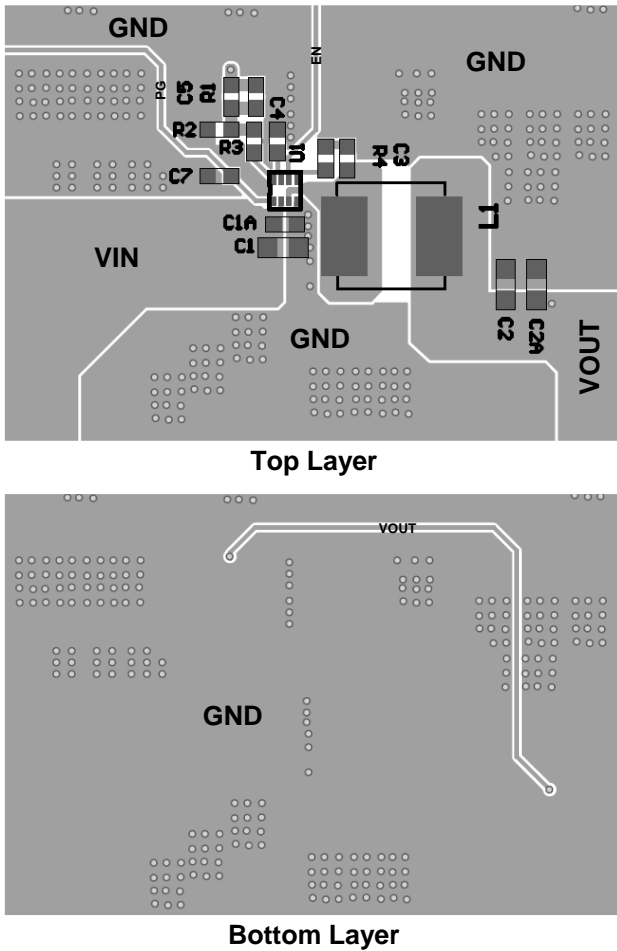 GND
EN
PG
C5
R1
C4
GND
R2
R3
U1
R4
C3
C7
C1A
C1
L1
VIN
GND
C2
C2A
VOUT
Top Layer
VOUT
GND
Bottom Layer